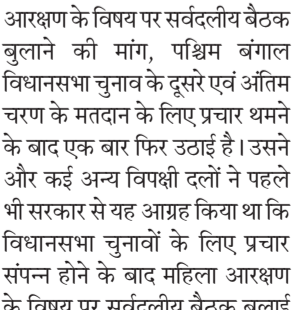 आरक्षण के विषय पर सर्वदलीय बैठक
बुलाने की मांग, पश्चिम बंगाल
विधानसभा चुनाव के दूसरे एवं अंतिम
चरण के मतदान के लिए प्रचार थमने
के बाद एक बार फिर उठाई है। उसने
और कई अन्य विपक्षी दलों ने पहले
भी सरकार से यह आग्रह किया था कि
विधानसभा चुनावों के लिए प्रचार
संपन्न होने के बाद महिला आरक्षण
के विषय पर सर्वदलीय बैठक बुलाई